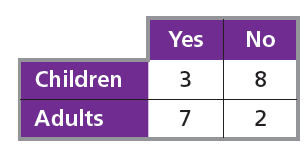 Yes No
Children 3 8
Adults 7 2